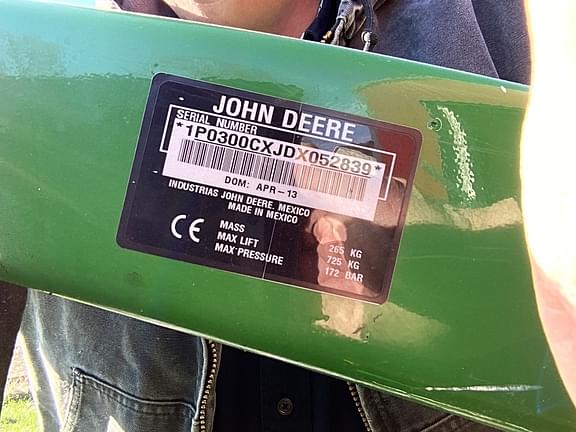 JOHN DEERE
SERIAL NUMBER
*1P0300CXJDX052839*
DOM: APR-13
INDUSTRIAS JOHN DEERE, MEXICO
MADE IN MEXICO
CE
MASS 265 KG
MAX LIFT 725 KG
MAX PRESSURE 172 BAR